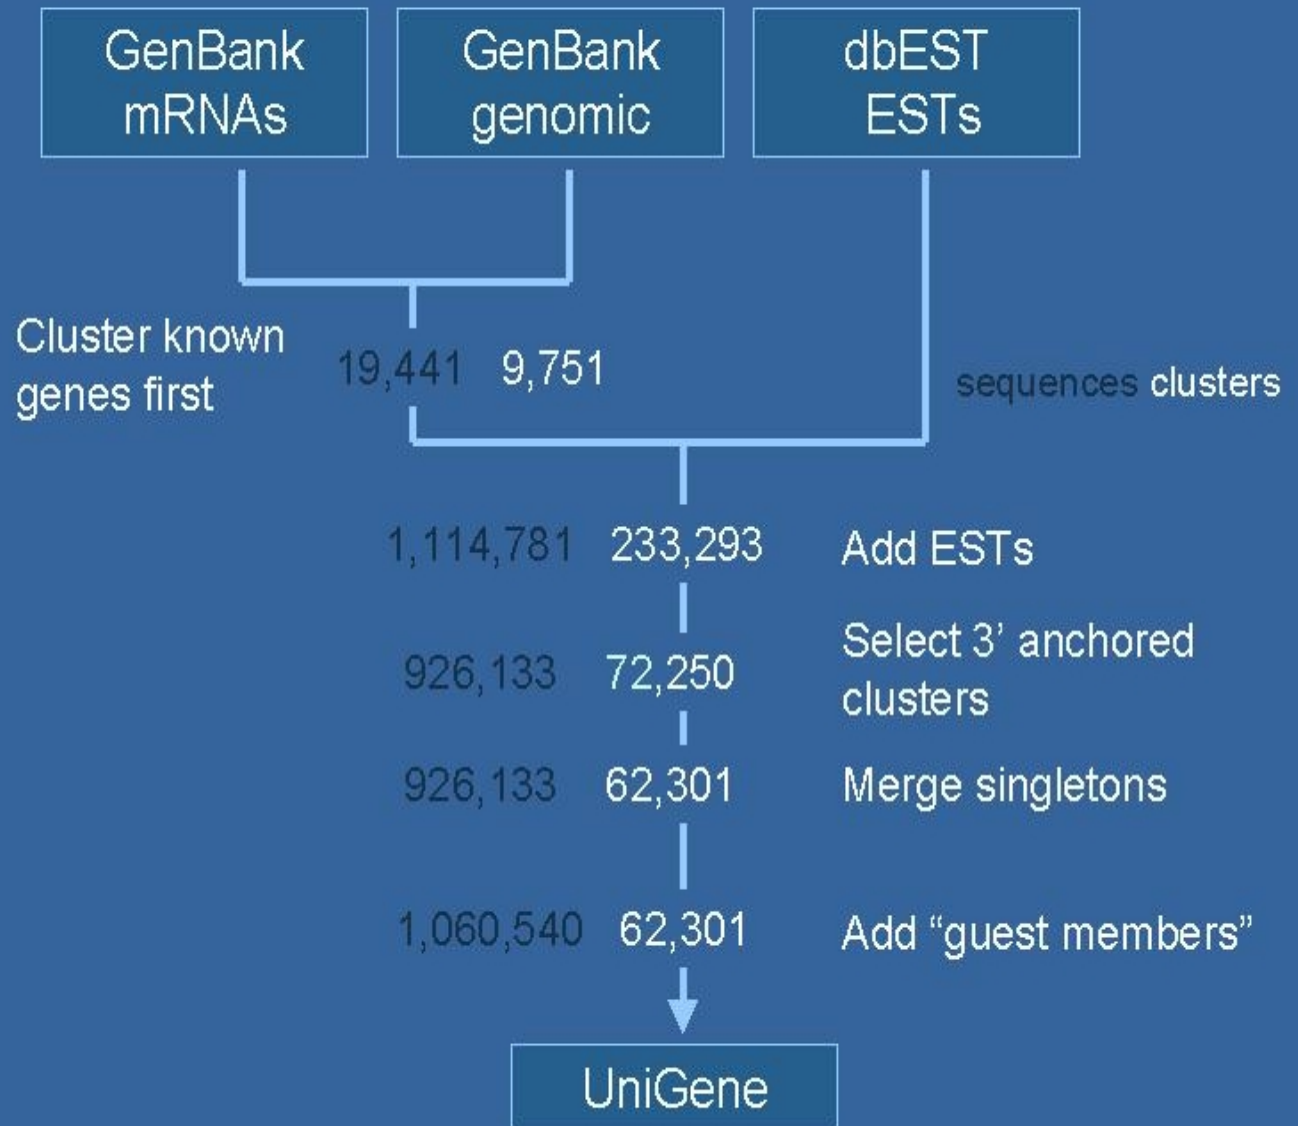 GenBank
mRNAs
GenBank
genomic
dbEST
ESTs
Cluster known
genes first
19,441 9,751
sequences clusters
1,114,781 233,293 Add ESTs
926,133 72,250 Select 3’ anchored
clusters
926,133 62,301 Merge singletons
1,060,540 62,301 Add “guest members”
UniGene